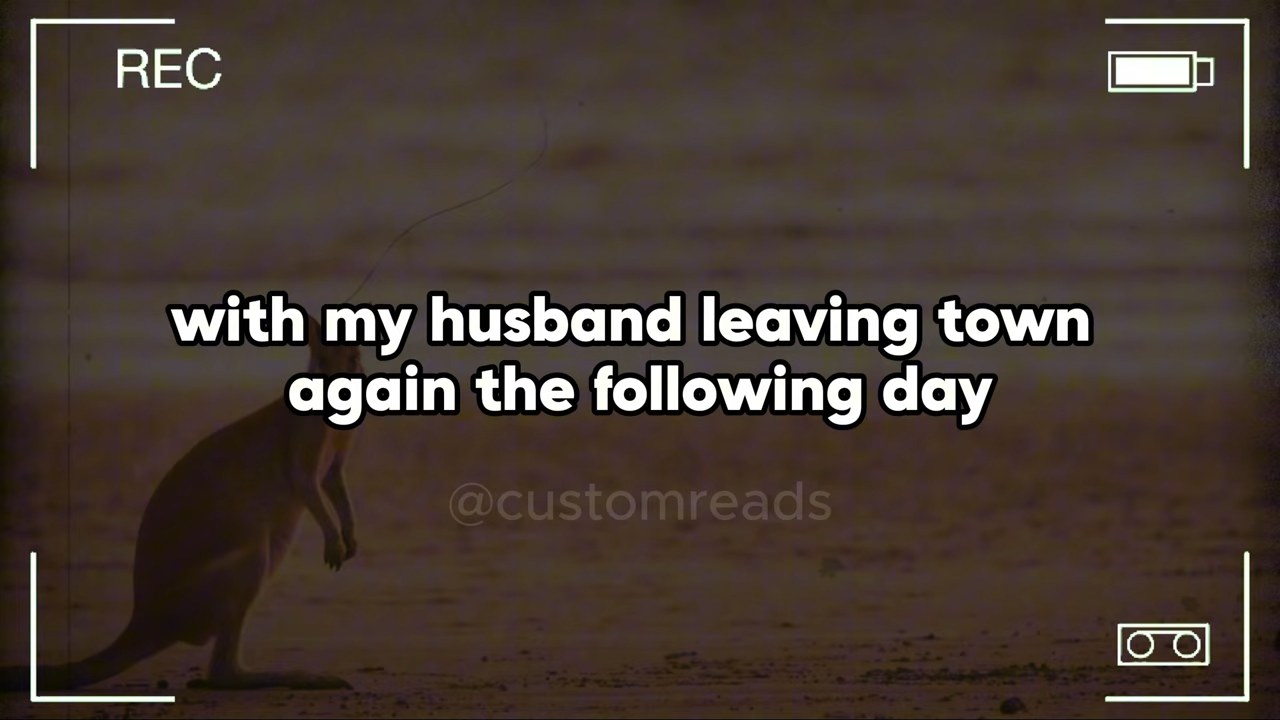 REC
with my husband leaving town
again the following day
@customreads